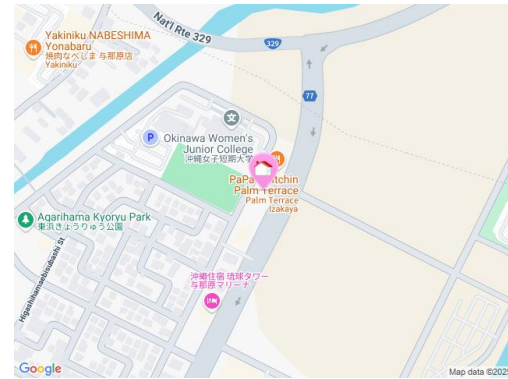 Nat'l Rte 329
329
Yakiniku NABESHIMA
Yonabaru
焼肉なべしま 与那原店
Yakiniku
77
文
P
Okinawa Women's
Junior College
沖縄女子短期大学
Palm Terrace
Palm Terrace
Izakaya
Agarihama Kyoryu Park
東浜きょうりゅう公園
Higashihamaebisubashi St
沖縄住宿 琉球タワー
与那原マリーナ
Google
Map data ©2025